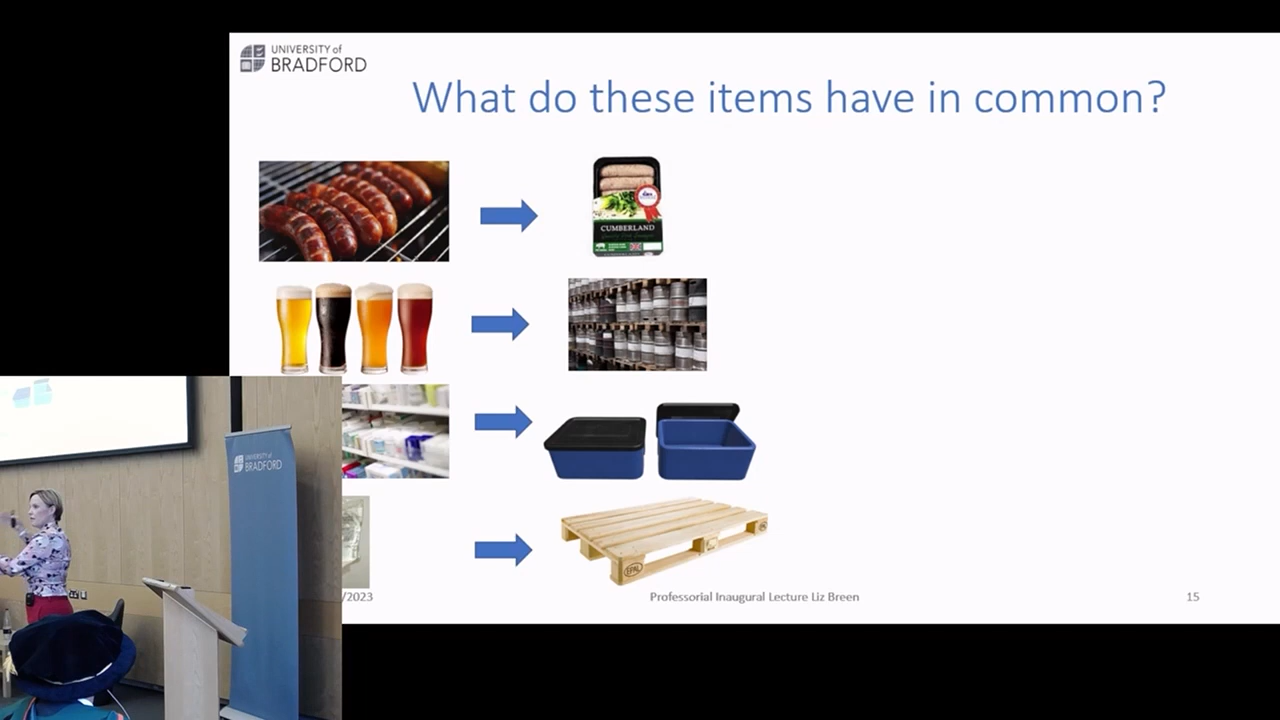 UNIVERSITY of
BRADFORD
What do these items have in common?
CUMBERLAND
EPAL
UNIVERSITY of
BRADFORD
/2023
Professorial Inaugural Lecture Liz Breen
15